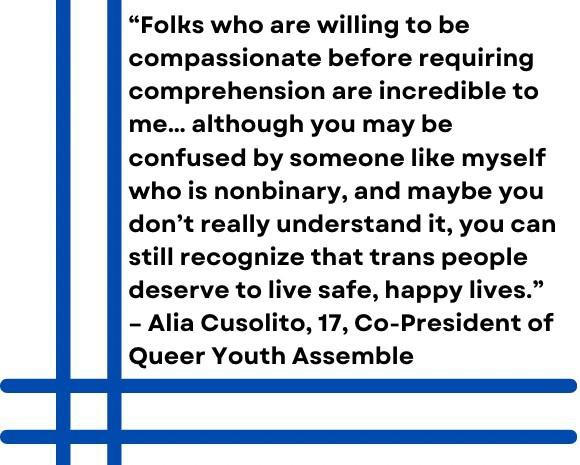 “Folks who are willing to be
compassionate before requiring
comprehension are incredible to
me... although you may be
confused by someone like myself
who is nonbinary, and maybe you
don’t really understand it, you can
still recognize that trans people
deserve to live safe, happy lives.”
– Alia Cusolito, 17, Co-President of
Queer Youth Assemble